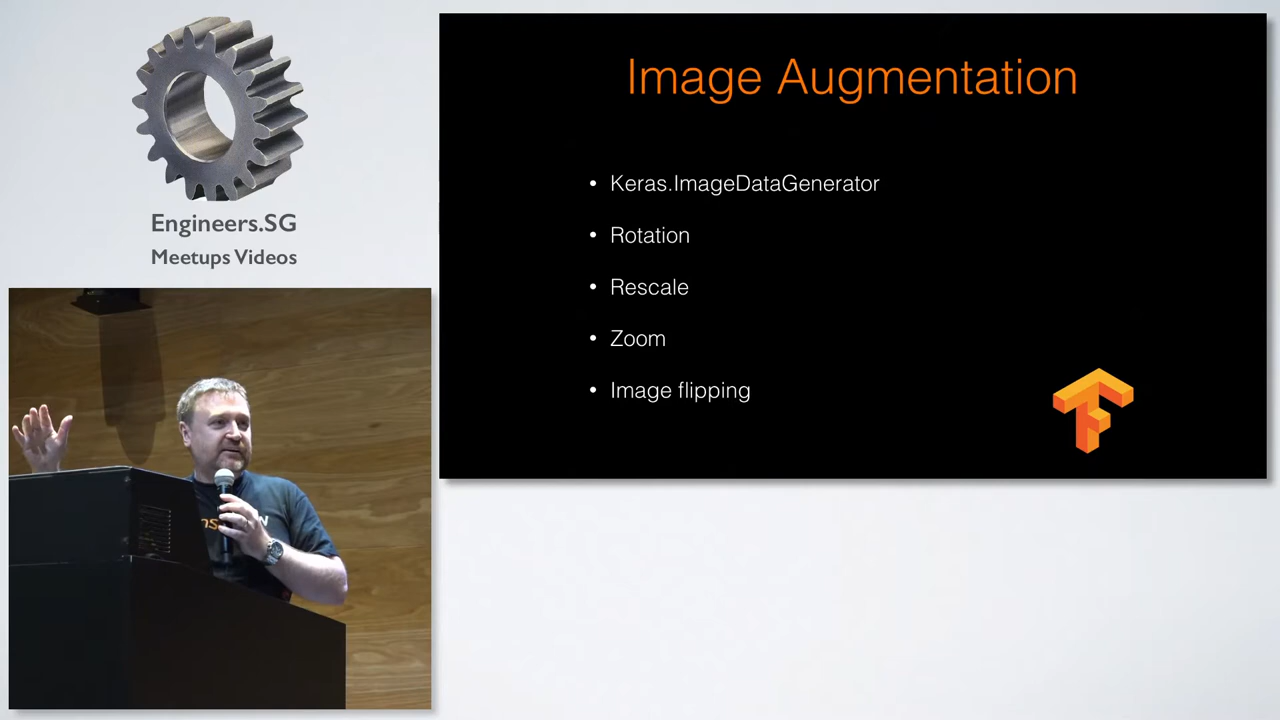 Engineers.SG
Meetups Videos
Image Augmentation
• Keras.ImageDataGenerator
• Rotation
• Rescale
• Zoom
• Image flipping